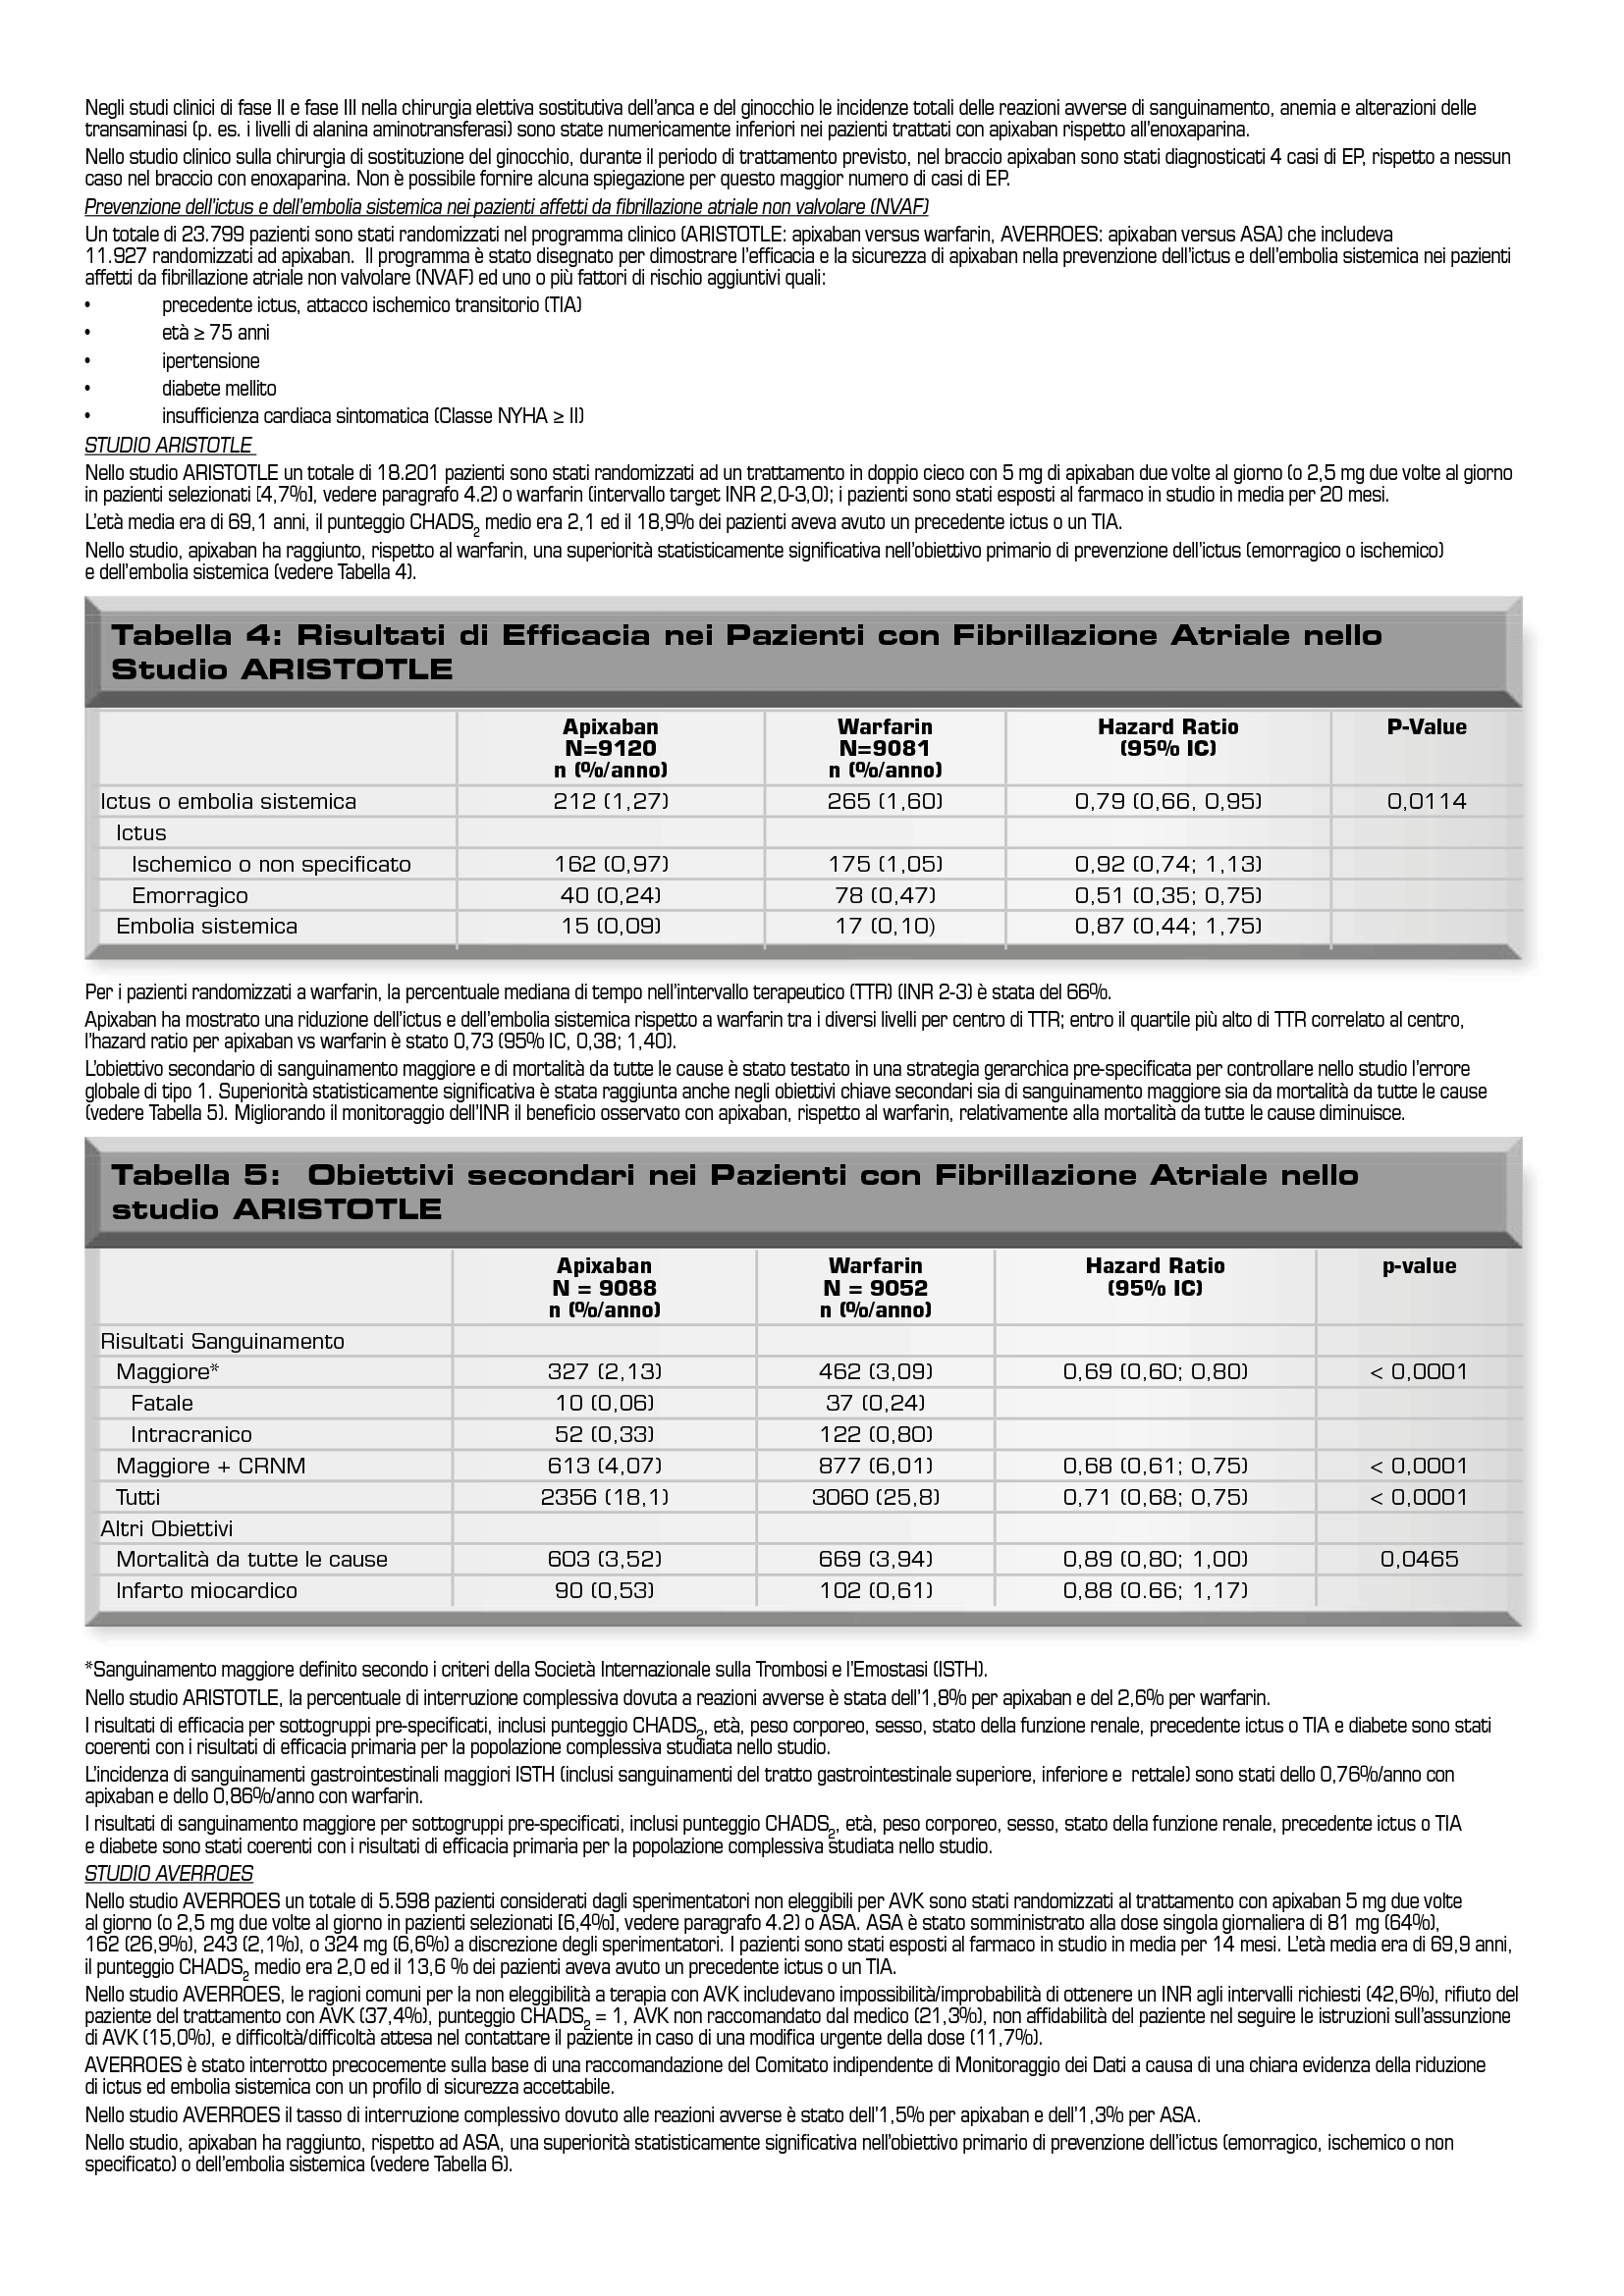 Negli studi clinici di fase II e fase III nella chirurgia elettiva sostitutiva dell'anca e del ginocchio le incidenze totali delle reazioni avverse di sanguinamento, anemia e alterazioni delle
transaminasi (p. es. i livelli di alanina aminotransferasi) sono state numericamente inferiori nei pazienti trattati con apixaban rispetto all'enoxaparina.
Nello studio clinico sulla chirurgia di sostituzione del ginocchio, durante il periodo di trattamento previsto, nel braccio apixaban sono stati diagnosticati 4 casi di EP, rispetto a nessun
caso nel braccio con enoxaparina. Non è possibile fornire alcuna spiegazione per questo maggior numero di casi di EP.
Prevenzione dell'ictus e dell'embolia sistemica nei pazienti affetti da fibrillazione atriale non valvolare (NVAF)
Un totale di 23.799 pazienti sono stati randomizzati nel programma clinico (ARISTOTLE: apixaban versus warfarin, AVERROES: apixaban versus ASA) che includeva
11.927 randomizzati ad apixaban. Il programma è stato disegnato per dimostrare l'efficacia e la sicurezza di apixaban nella prevenzione dell'ictus e dell'embolia sistemica nei pazienti
affetti da fibrillazione atriale non valvolare (NVAF) ed uno o più fattori di rischio aggiuntivi quali:
• precedente ictus, attacco ischemico transitorio (TIA)
• età ≥ 75 anni
• ipertensione
• diabete mellito
• insufficienza cardiaca sintomatica (Classe NYHA ≥ II)
STUDIO ARISTOTLE
Nello studio ARISTOTLE un totale di 18.201 pazienti sono stati randomizzati ad un trattamento in doppio cieco con 5 mg di apixaban due volte al giorno (o 2,5 mg due volte al giorno
in pazienti selezionati [4,7%], vedere paragrafo 4.2) o warfarin (intervallo target INR 2,0-3,0); i pazienti sono stati esposti al farmaco in studio in media per 20 mesi.
L'età media era di 69,1 anni, il punteggio CHADS2 medio era 2,1 ed il 18,9% dei pazienti aveva avuto un precedente ictus o un TIA.
Nello studio, apixaban ha raggiunto, rispetto al warfarin, una superiorità statisticamente significativa nell'obiettivo primario di prevenzione dell'ictus (emorragico o ischemico)
e dell'embolia sistemica (vedere Tabella 4).
Tabella 4: Risultati di Efficacia nei Pazienti con Fibrillazione Atriale nello
Studio ARISTOTLE
Apixaban Warfarin Hazard Ratio P-Value
N=9120 N=9081 (95% IC)
n (%/anno) n (%/anno)
Ictus o embolia sistemica 212 (1,27) 265 (1,60) 0,79 (0,66, 0,95) 0,0114
Ictus
Ischemico o non specificato 162 (0,97) 175 (1,05) 0,92 (0,74; 1,13)
Emorragico 40 (0,24) 78 (0,47) 0,51 (0,35; 0,75)
Embolia sistemica 15 (0,09) 17 (0,10) 0,87 (0,44; 1,75)
Per i pazienti randomizzati a warfarin, la percentuale mediana di tempo nell'intervallo terapeutico (TTR) (INR 2-3) è stata del 66%.
Apixaban ha mostrato una riduzione dell'ictus e dell'embolia sistemica rispetto a warfarin tra i diversi livelli per centro di TTR; entro il quartile più alto di TTR correlato al centro,
l'hazard ratio per apixaban vs warfarin è stato 0,73 (95% IC, 0,38; 1,40).
L'obiettivo secondario di sanguinamento maggiore e di mortalità da tutte le cause è stato testato in una strategia gerarchica pre-specificata per controllare nello studio l'errore
globale di tipo 1. Superiorità statisticamente significativa è stata raggiunta anche negli obiettivi chiave secondari sia di sanguinamento maggiore sia da mortalità da tutte le cause
(vedere Tabella 5). Migliorando il monitoraggio dell'INR il beneficio osservato con apixaban, rispetto al warfarin, relativamente alla mortalità da tutte le cause diminuisce.
Tabella 5: Obiettivi secondari nei Pazienti con Fibrillazione Atriale nello
studio ARISTOTLE
Apixaban Warfarin Hazard Ratio p-value
N = 9088 N = 9052 (95% IC)
n (%/anno) n (%/anno)
Risultati Sanguinamento
Maggiore* 327 (2,13) 462 (3,09) 0,69 (0,60; 0,80) < 0,0001
Fatale 10 (0,06) 37 (0,24)
Intracranico 52 (0,33) 122 (0,80)
Maggiore + CRNM 613 (4,07) 877 (6,01) 0,68 (0,61; 0,75) < 0,0001
Tutti 2356 (18,1) 3060 (25,8) 0,71 (0,68; 0,75) < 0,0001
Altri Obiettivi
Mortalità da tutte le cause 603 (3,52) 669 (3,94) 0,89 (0,80; 1,00) 0,0465
Infarto miocardico 90 (0,53) 102 (0,61) 0,88 (0.66; 1,17)
*Sanguinamento maggiore definito secondo i criteri della Società Internazionale sulla Trombosi e l'Emostasi (ISTH).
Nello studio ARISTOTLE, la percentuale di interruzione complessiva dovuta a reazioni avverse è stata dell'1,8% per apixaban e del 2,6% per warfarin.
I risultati di efficacia per sottogruppi pre-specificati, inclusi punteggio CHADS2, età, peso corporeo, sesso, stato della funzione renale, precedente ictus o TIA e diabete sono stati
coerenti con i risultati di efficacia primaria per la popolazione complessiva studiata nello studio.
L'incidenza di sanguinamenti gastrointestinali maggiori ISTH (inclusi sanguinamenti del tratto gastrointestinale superiore, inferiore e rettale) sono stati dello 0,76%/anno con
apixaban e dello 0,86%/anno con warfarin.
I risultati di sanguinamento maggiore per sottogruppi pre-specificati, inclusi punteggio CHADS2, età, peso corporeo, sesso, stato della funzione renale, precedente ictus o TIA
e diabete sono stati coerenti con i risultati di efficacia primaria per la popolazione complessiva studiata nello studio.
STUDIO AVERROES
Nello studio AVERROES un totale di 5.598 pazienti considerati dagli sperimentatori non eleggibili per AVK sono stati randomizzati al trattamento con apixaban 5 mg due volte
al giorno (o 2,5 mg due volte al giorno in pazienti selezionati [6,4%], vedere paragrafo 4.2) o ASA. ASA è stato somministrato alla dose singola giornaliera di 81 mg (64%),
162 (26,9%), 243 (2,1%), o 324 mg (6,6%) a discrezione degli sperimentatori. I pazienti sono stati esposti al farmaco in studio in media per 14 mesi. L'età media era di 69,9 anni,
il punteggio CHADS2 medio era 2,0 ed il 13,6 % dei pazienti aveva avuto un precedente ictus o un TIA.
Nello studio AVERROES, le ragioni comuni per la non eleggibilità a terapia con AVK includevano impossibilità/improbabilità di ottenere un INR agli intervalli richiesti (42,6%), rifiuto del
paziente del trattamento con AVK (37,4%), punteggio CHADS2 = 1, AVK non raccomandato dal medico (21,3%), non affidabilità del paziente nel seguire le istruzioni sull'assunzione
di AVK (15,0%), e difficoltà/difficoltà attesa nel contattare il paziente in caso di una modifica urgente della dose (11,7%).
AVERROES è stato interrotto precocemente sulla base di una raccomandazione del Comitato indipendente di Monitoraggio dei Dati a causa di una chiara evidenza della riduzione
di ictus ed embolia sistemica con un profilo di sicurezza accettabile.
Nello studio AVERROES il tasso di interruzione complessivo dovuto alle reazioni avverse è stato dell'1,5% per apixaban e dell'1,3% per ASA.
Nello studio, apixaban ha raggiunto, rispetto ad ASA, una superiorità statisticamente significativa nell'obiettivo primario di prevenzione dell'ictus (emorragico, ischemico o non
specificato) o dell'embolia sistemica (vedere Tabella 6).